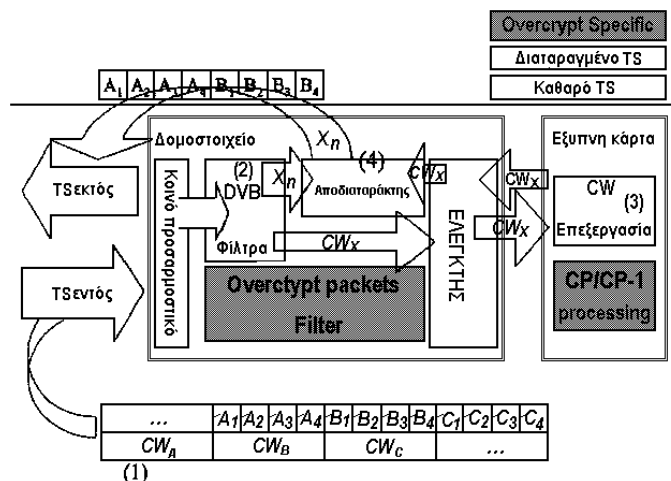 Overcrypt Specific
Διαταραγμένο TS
Καθαρό TS
A1 A2 A3 A4 B1 B2 B3 B4
Δομοστοιχείο
Xn
Εξυπνη κάρτα
TSεκτός
TSεντός
Κοινό προσαρμοστικό
(2)
DVB
Φίλτρα
Xn
(4)
Αποδιαταράκτης
CWX
CWX
ΕΛΕΓΚΤΗΣ
CWX
CWX
CW
(3)
Επεξεργασία
Overctypt packets
Filter
CP/CP-1
processing
... A1 A2 A3 A4 B1 B2 B3 B4 C1 C2 C3 C4
CWA CWB CWC ...
(1)